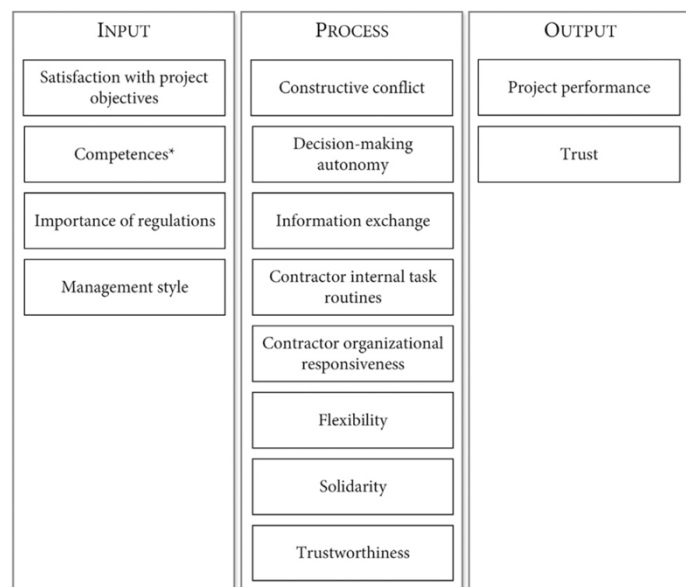 INPUT
Satisfaction with project
objectives
Competences*
Importance of regulations
Management style
PROCESS
Constructive conflict
Decision-making
autonomy
Information exchange
Contractor internal task
routines
Contractor organizational
responsiveness
Flexibility
Solidarity
Trustworthiness
OUTPUT
Project performance
Trust